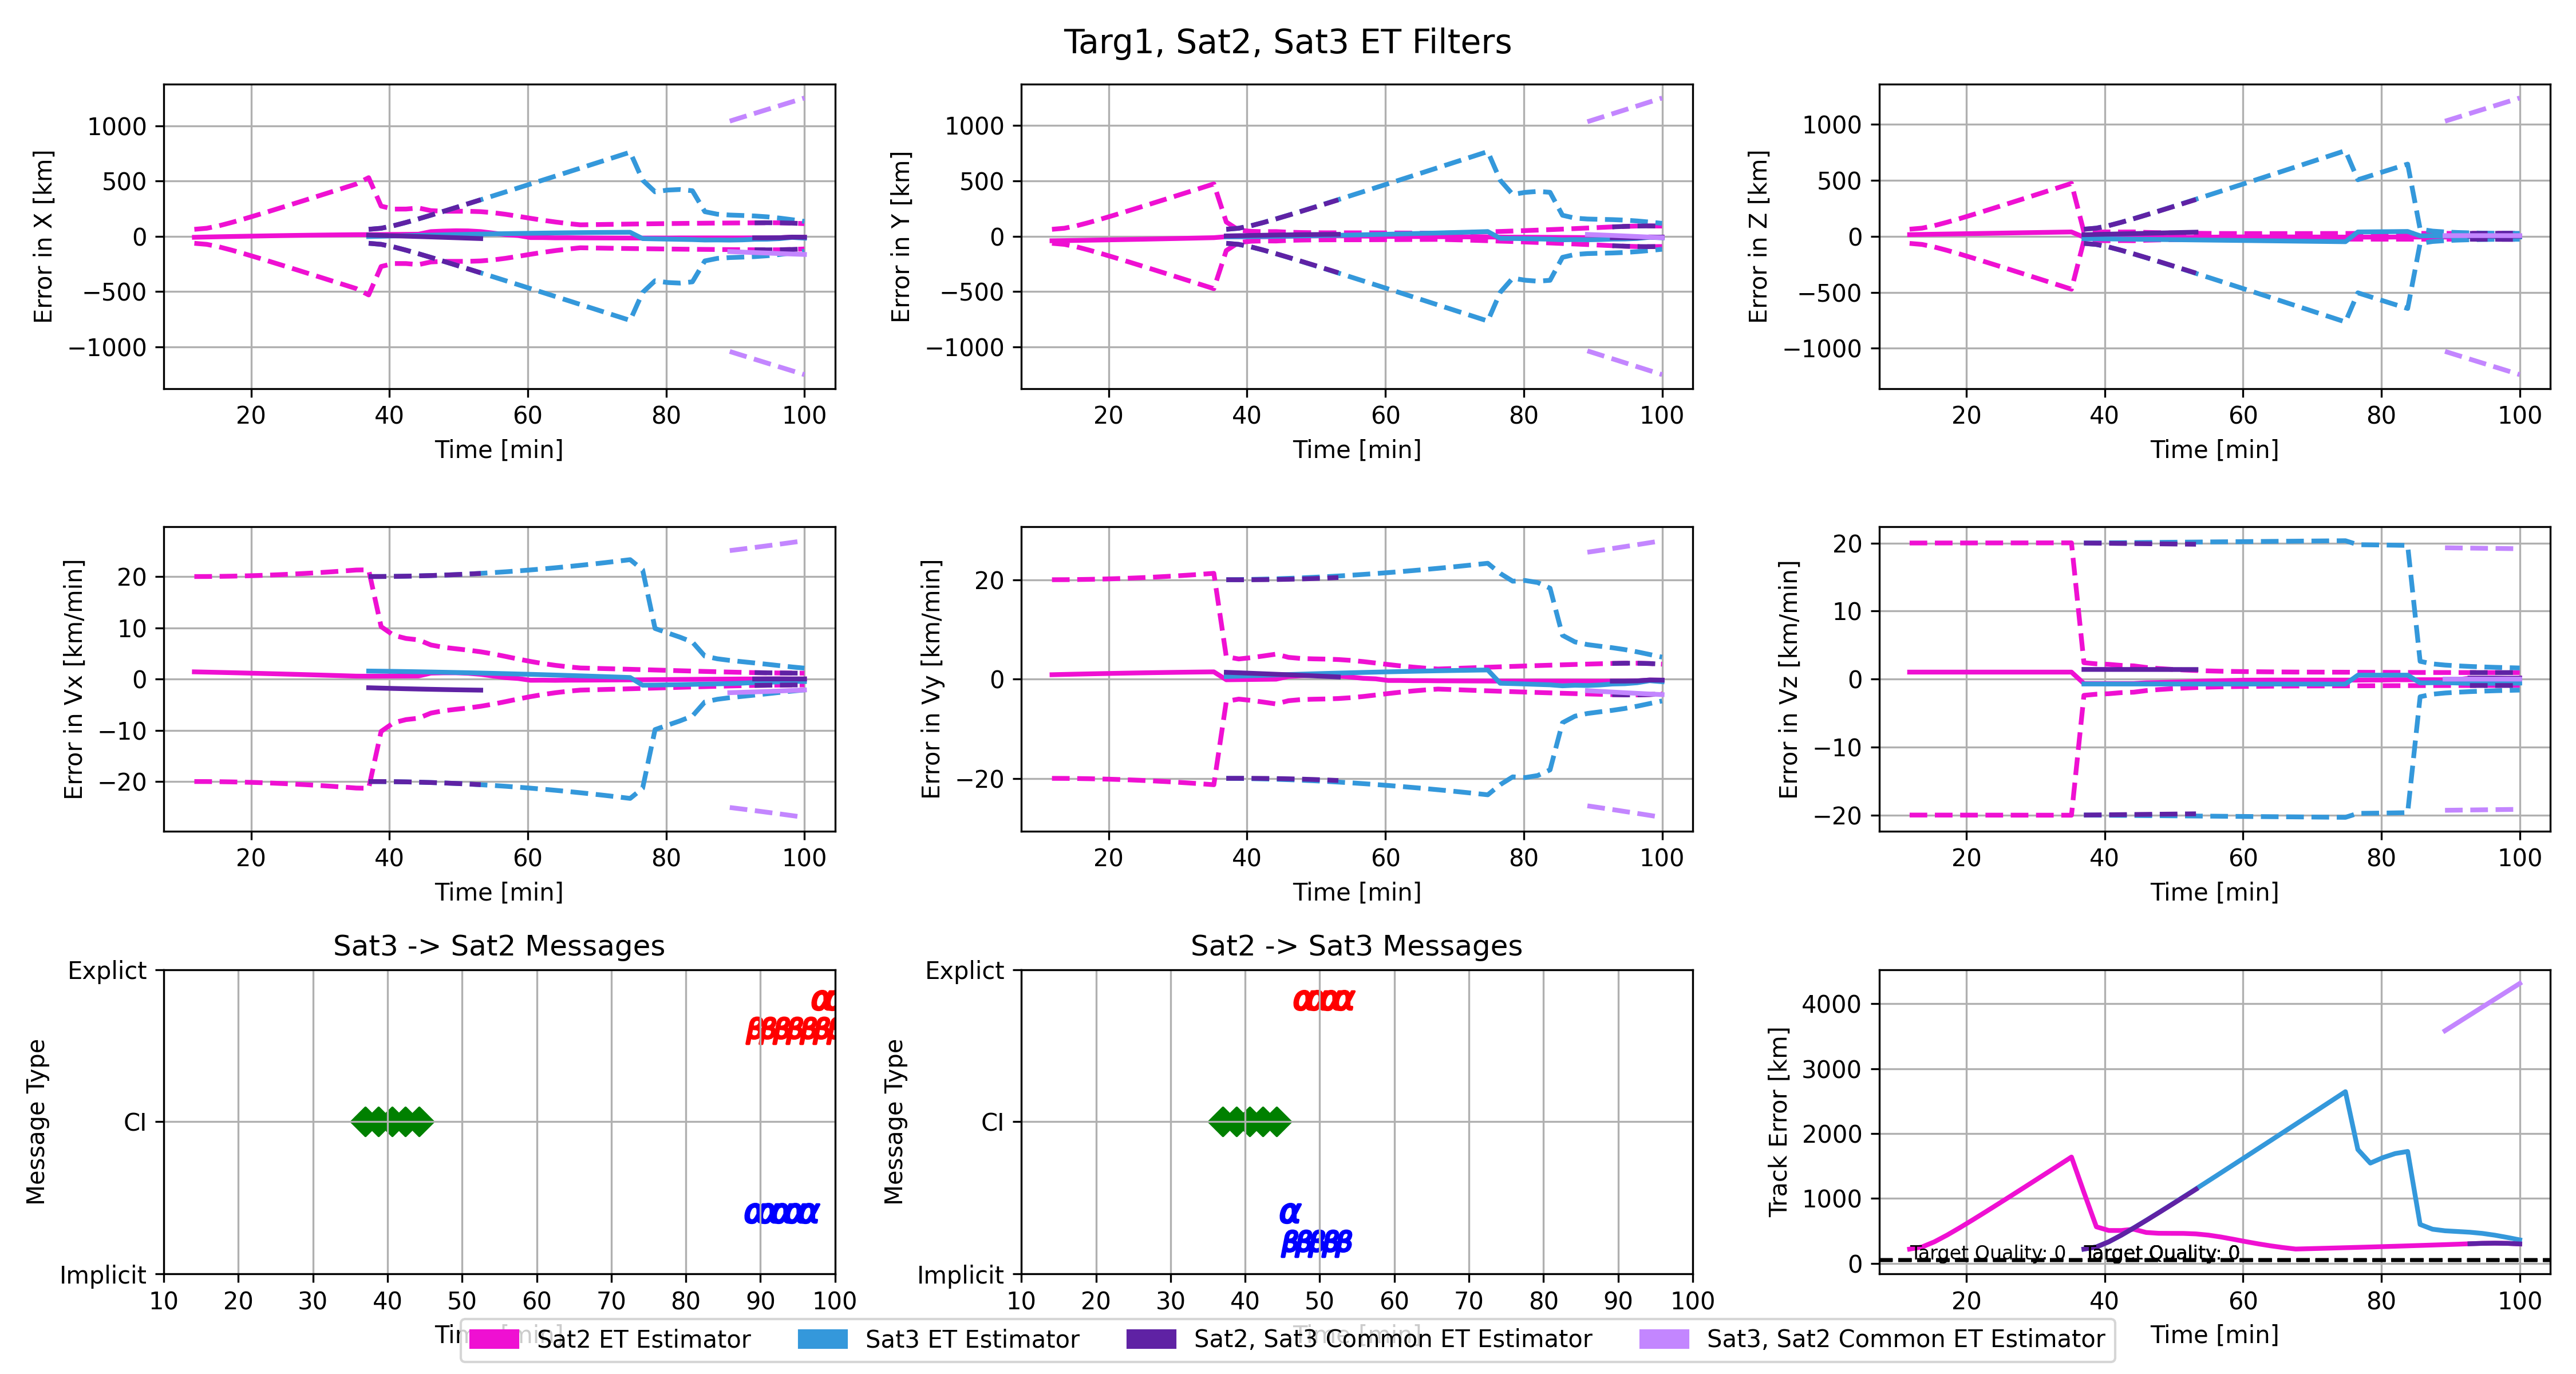 Targ1, Sat2, Sat3 ET Filters
Error in X [km]
1000
500
0
−500
−1000
20 40 60 80 100
Time [min]
Error in Y [km]
1000
500
0
−500
−1000
20 40 60 80 100
Time [min]
Error in Z [km]
1000
500
0
−500
−1000
20 40 60 80 100
Time [min]
Error in Vx [km/min]
20
10
0
−10
−20
20 40 60 80 100
Time [min]
Error in Vy [km/min]
20
0
−20
20 40 60 80 100
Time [min]
Error in Vz [km/min]
20
10
0
−10
−20
20 40 60 80 100
Time [min]
Sat3 -> Sat2 Messages
Message Type
Explict
CI
Implicit
10 20 30 40 50 60 70 80 90 100
Sat2 -> Sat3 Messages
Message Type
Explict
CI
α
Implicit
10 20 30 40 50 60 70 80 90 100
Track Error [km]
4000
3000
2000
1000
0
Target Quality: 0 Target Quality: 0
20 40 60 80 100
Time [min]
Sat2 ET Estimator Sat3 ET Estimator Sat2, Sat3 Common ET Estimator Sat3, Sat2 Common ET Estimator